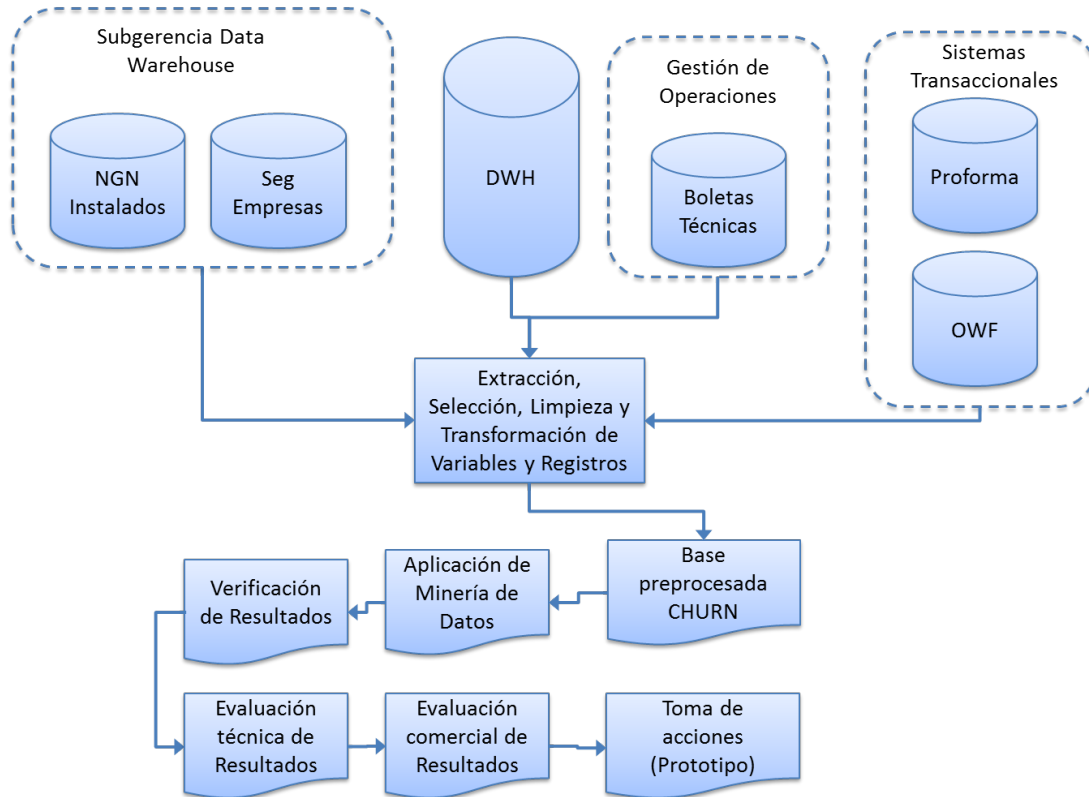 Subgerencia Data
Warehouse
NGN
Instalados
Seg
Empresas
DWH
Gestión de
Operaciones
Boletas
Técnicas
Sistemas
Transaccionales
Proforma
OWF
Extracción,
Selección, Limpieza y
Transformación de
Variables y Registros
Base
preprocesada
CHURN
Aplicación de
Minería de
Datos
Verificación
de Resultados
Evaluación
técnica de
Resultados
Evaluación
comercial de
Resultados
Toma de
acciones
(Prototipo)